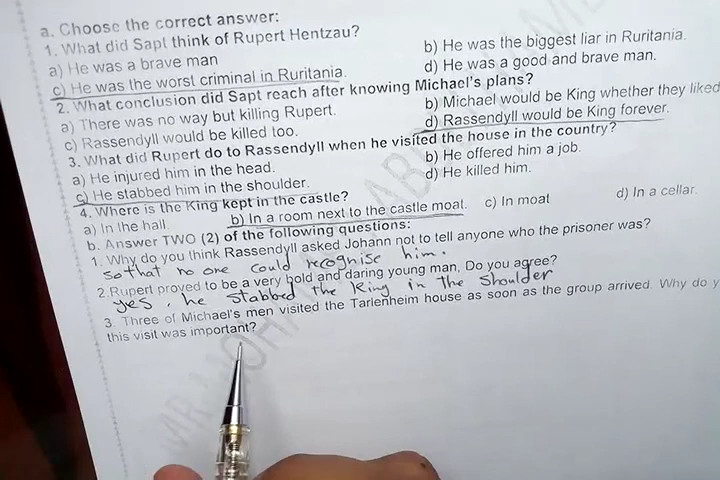 a. Choose the correct answer:
1. What did Sapt think of Rupert Hentzau?
a) He was a brave man
b) He was the biggest liar in Ruritania.
c) He was the worst criminal in Ruritania.
d) He was a good and brave man.
2. What conclusion did Sapt reach after knowing Michael's plans?
a) There was no way but killing Rupert.
b) Michael would be King whether they liked
c) Rassendyll would be killed too.
d) Rassendyll would be King forever.
3. What did Rupert do to Rassendyll when he visited the house in the country?
a) He injured him in the head.
b) He offered him a job.
c) He stabbed him in the shoulder.
d) He killed him.
4. Where is the King kept in the castle?
a) In the hall. b) In a room next to the castle moat. c) In moat d) In a cellar.
b. Answer TWO (2) of the following questions:
1. Why do you think Rassendyll asked Johann not to tell anyone who the prisoner was?
so that no one could recognise him.
2. Rupert proved to be a very bold and daring young man, Do you agree?
yes, he stabbed the King in the shoulder
3. Three of Michael's men visited the Tarlenheim house as soon as the group arrived. Why do y
this visit was important?